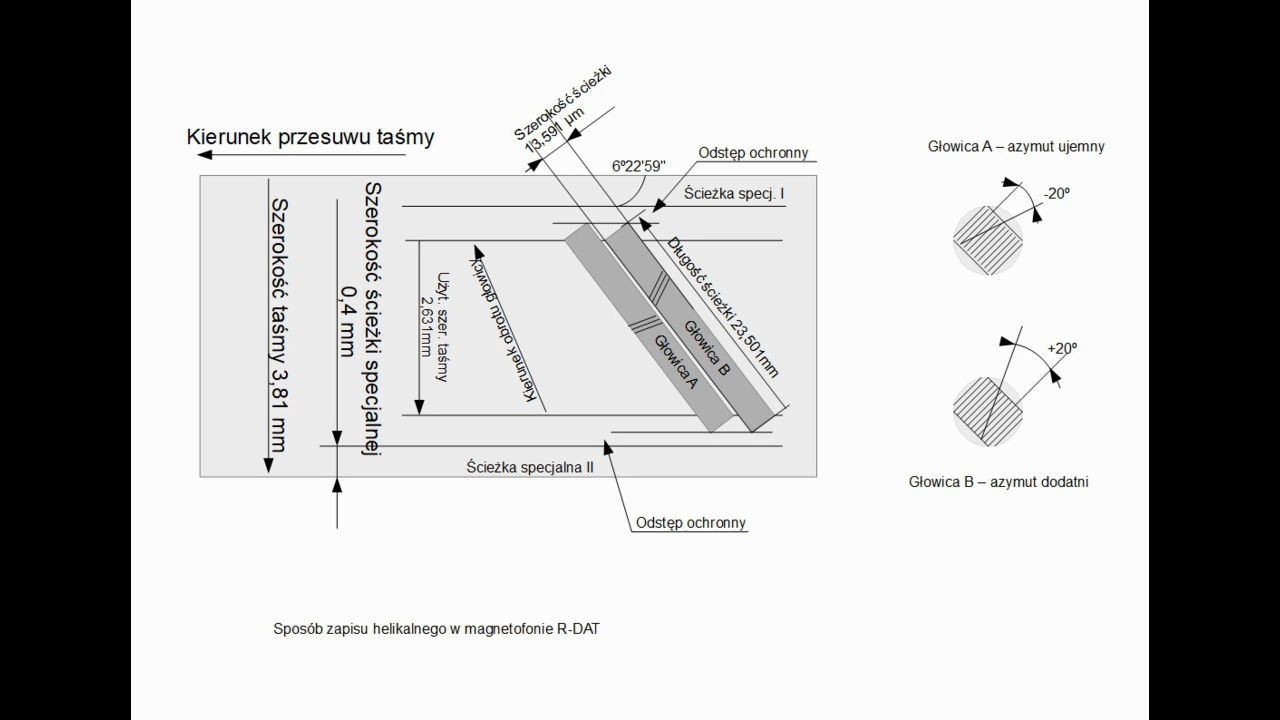 Kierunek przesuwu taśmy
Szerokość ścieżki
13,591 µm
6º22'59"
Odstęp ochronny
Ścieżka specj. I
Szerokość taśmy 3,81 mm
Szerokość ścieżki specjalnej
0,4 mm
Użyt. szer. taśmy
2,631mm
Kierunek obrotu głowicy
Długość ścieżki 23,501mm
Głowica A
Głowica B
Ścieżka specjalna II
Odstęp ochronny
Głowica A – azymut ujemny
-20º
+20º
Głowica B – azymut dodatni
Sposób zapisu helikalnego w magnetofonie R-DAT